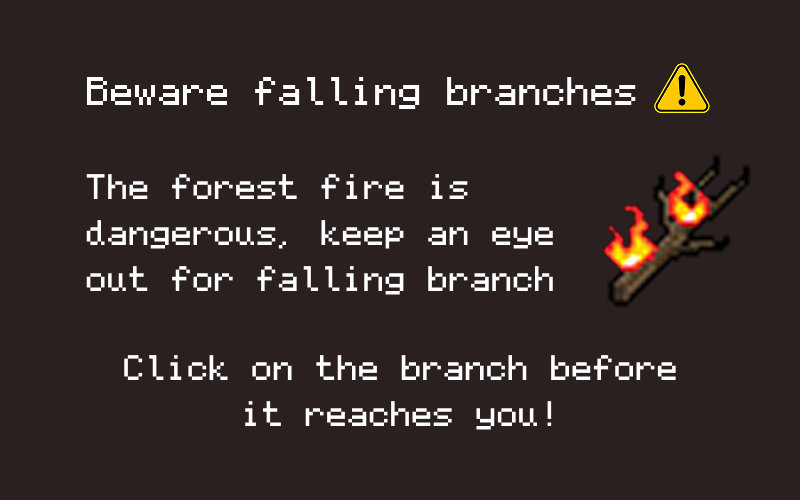 Beware falling branches
The forest fire is
dangerous, keep an eye
out for falling branch
Click on the branch before
it reaches you!